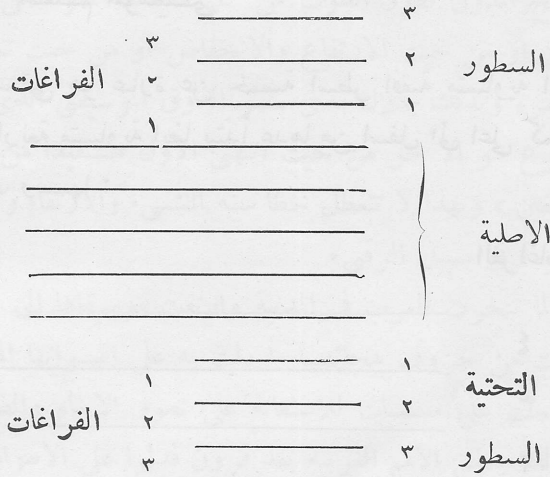 ٣
٣
السطور ٢ ٢ الفراغات
١
١
الاصلية
١
التحتية ١
٢ ٢ الفراغات
السطور ٣
٣